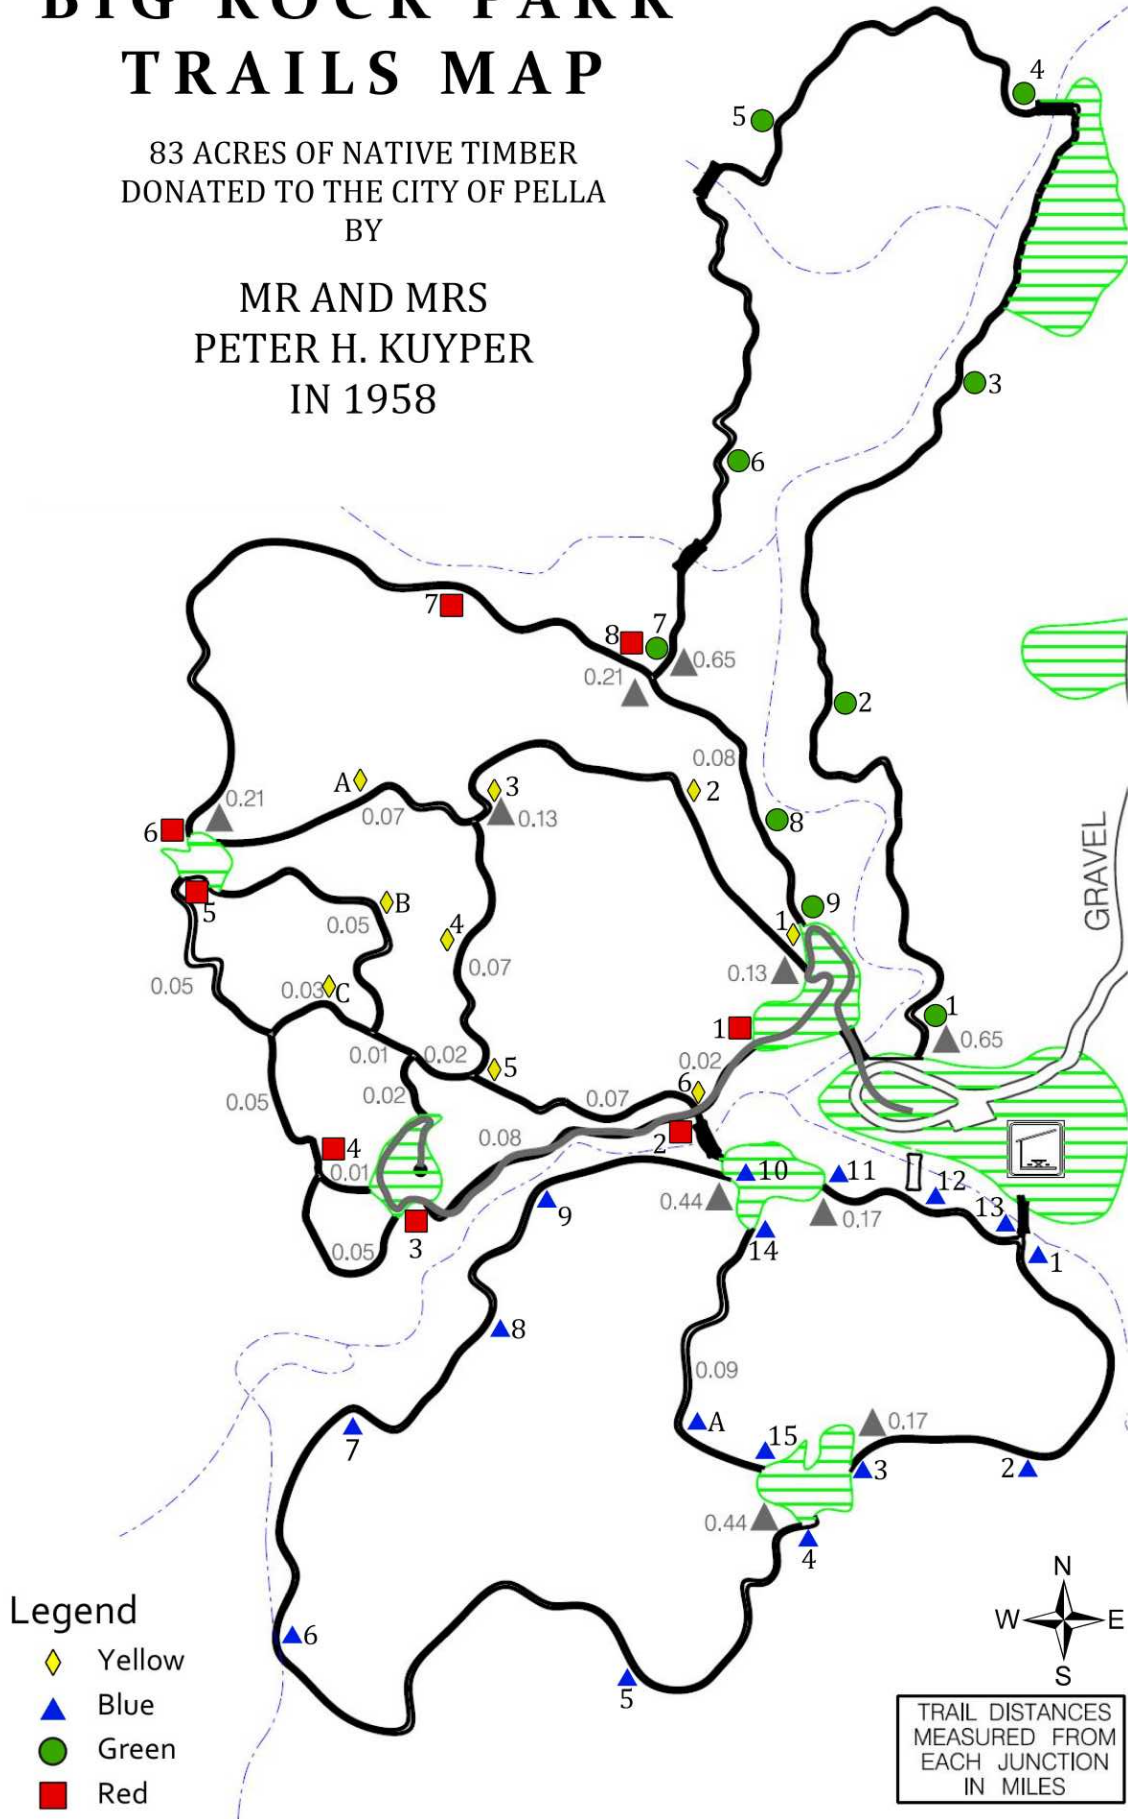 BIG ROCK PARK
TRAILS MAP
83 ACRES OF NATIVE TIMBER
DONATED TO THE CITY OF PELLA
BY
MR AND MRS
PETER H. KUYPER
IN 1958
4
5
3
6
7
8
7
0.65
0.21
2
0.08
A
3
2
0.21
0.07
0.13
8
6
GRAVEL
5
B
9
0.05
4
1
0.07
0.13
0.05
0.03
C
1
1
0.65
0.01
0.02
5
0.02
0.02
6
0.05
0.07
4
0.08
2
0.01
10
11
12
0.44
0.17
13
9
3
14
0.05
1
8
0.09
A
15
0.17
7
3
2
0.44
4
N
W
E
S
6
5
Legend
Yellow
Blue
Green
Red
TRAIL DISTANCES
MEASURED FROM
EACH JUNCTION
IN MILES